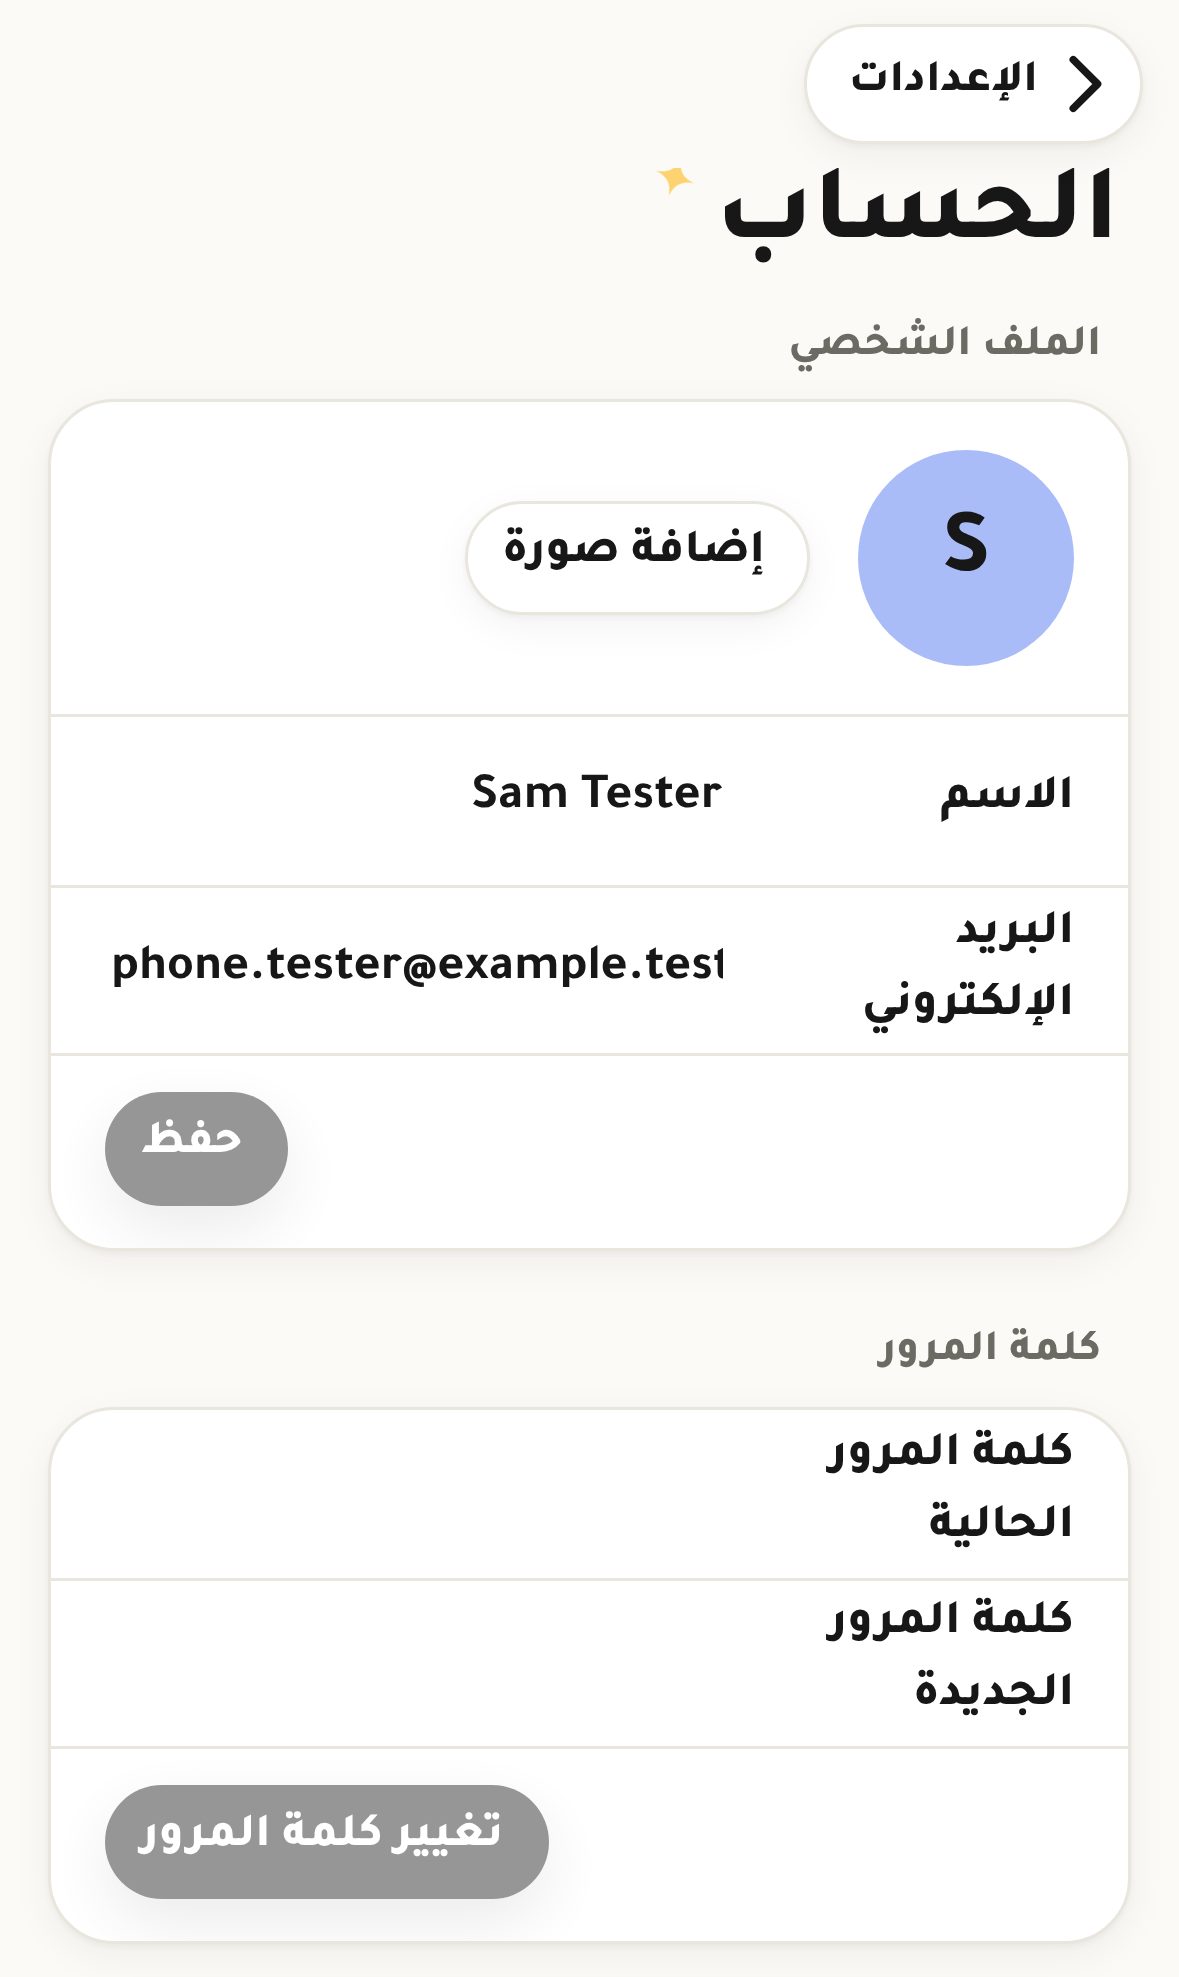 الإعدادات
الحساب
الملف الشخصي
S
إضافة صورة
الاسم
Sam Tester
البريد
الإلكتروني
phone.tester@example.test
حفظ
كلمة المرور
كلمة المرور
الحالية
كلمة المرور
الجديدة
تغيير كلمة المرور